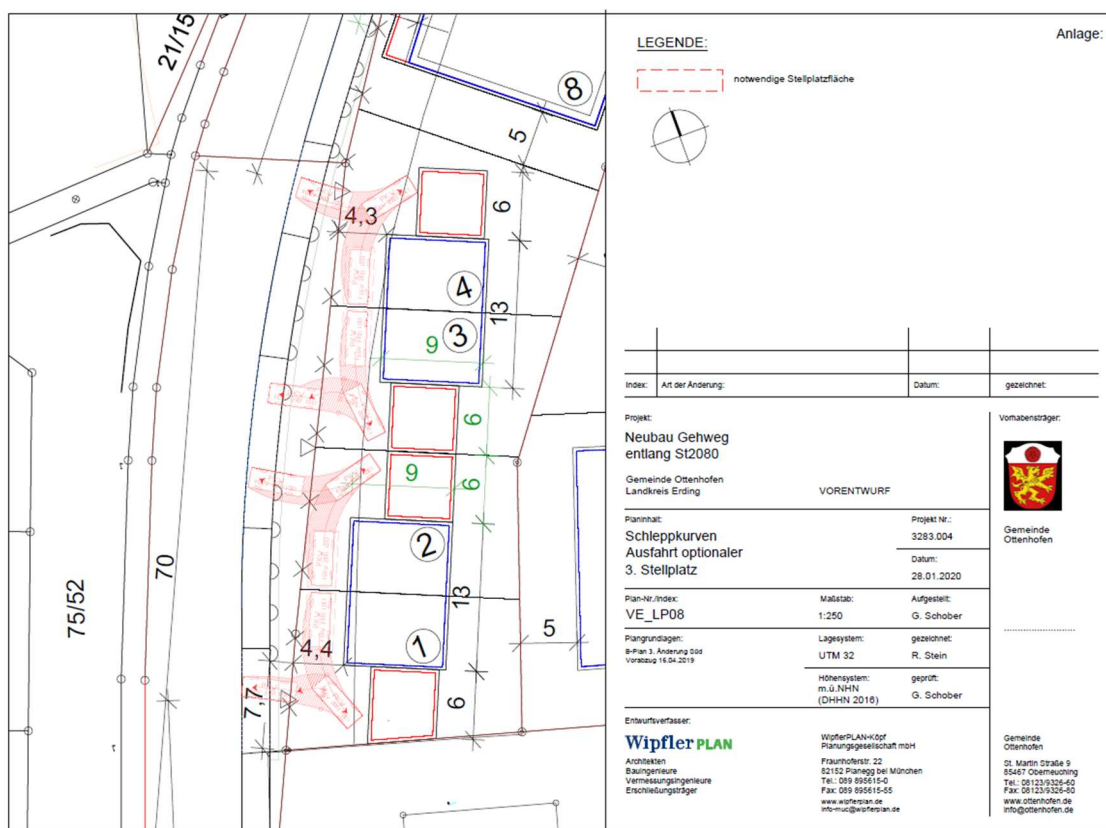 21/15
8
5
6
4,3
4
13
3
9
6
9
6
2
70
75/52
13
5
1
4,4
7,7
6
Anlage:
LEGENDE:
notwendige Stellplatzfläche
Index: Art der Änderung: Datum: gezeichnet:
Projekt:
Neubau Gehweg
entlang St2080
Gemeinde Ottenhofen
Landkreis Erding
VORENTWURF
Vorhabensträger:
Gemeinde
Ottenhofen
Planinhalt:
Schleppkurven
Ausfahrt optionaler
3. Stellplatz
Projekt Nr.:
3283.004
Datum:
28.01.2020
Plan-Nr./Index:
VE_LP08
Maßstab:
1:250
Aufgestellt:
G. Schober
Plangrundlagen:
B-Plan 3. Änderung Süd
Vorabzug 16.04.2019
Lagesystem:
UTM 32
gezeichnet:
R. Stein
Höhensystem:
m.ü.NHN
(DHHN 2016)
geprüft:
G. Schober
Entwurfsverfasser:
Wipfler PLAN
Architekten
Bauingenieure
Vermessungsingenieure
Erschließungsträger
WipflerPLAN-Köpf
Planungsgesellschaft mbH
Fraunhoferstr. 22
82152 Planegg bei München
Tel.: 089 895615-0
Fax: 089 895615-55
www.wipflerplan.de
info-muc@wipflerplan.de
Gemeinde
Ottenhofen
St. Martin Straße 9
85467 Oberneuching
Tel.: 08123/9326-60
Fax: 08123/9326-80
www.ottenhofen.de
info@ottenhofen.de